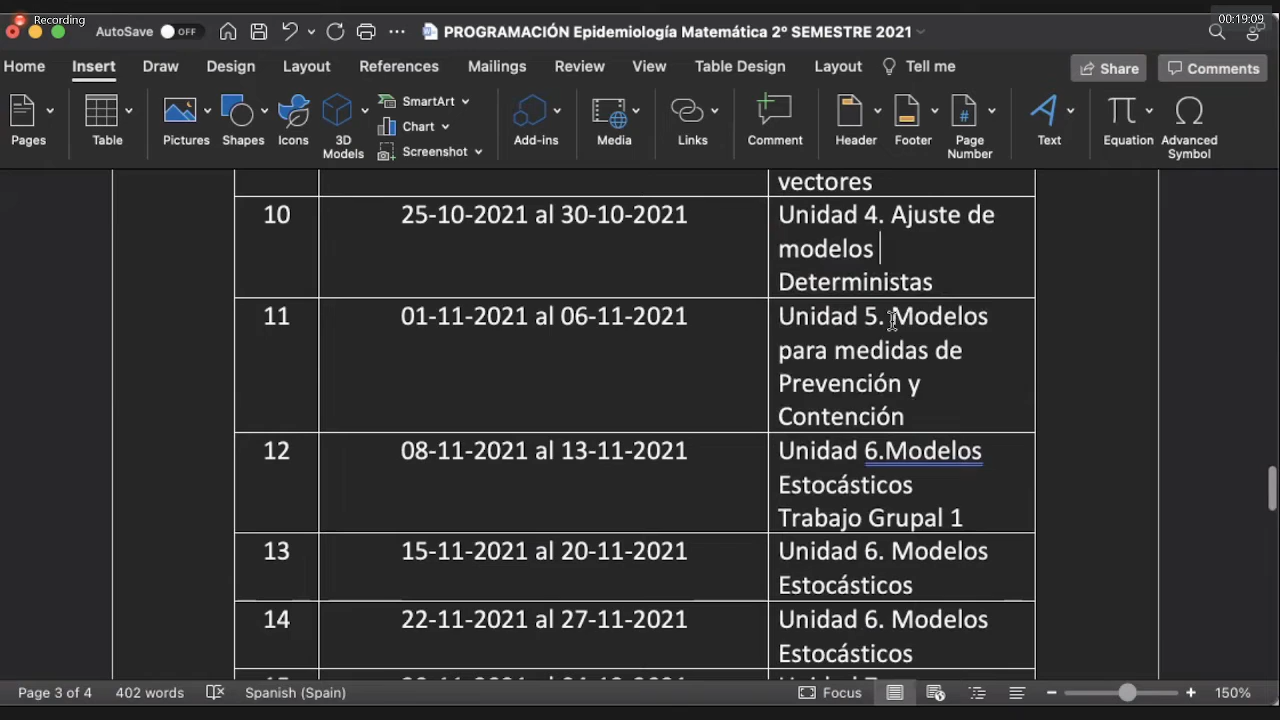 Recording
00:19:09
AutoSave OFF
PROGRAMACIÓN Epidemiología Matemática 2º SEMESTRE 2021
Home Insert Draw Design Layout References Mailings Review View Table Design Layout Tell me Share Comments
Pages
Table
Pictures
Shapes
Icons
3D
Models
SmartArt
Chart
Screenshot
Add-ins
Media
Links
Comment
Header
Footer
Page
Number
Text
Equation
Advanced
Symbol
vectores
10 25-10-2021 al 30-10-2021 Unidad 4. Ajuste de
modelos
Deterministas
11 01-11-2021 al 06-11-2021 Unidad 5. Modelos
para medidas de
Prevención y
Contención
12 08-11-2021 al 13-11-2021 Unidad 6.Modelos
Estocásticos
Trabajo Grupal 1
13 15-11-2021 al 20-11-2021 Unidad 6. Modelos
Estocásticos
14 22-11-2021 al 27-11-2021 Unidad 6. Modelos
Estocásticos
Page 3 of 4 402 words Spanish (Spain) Focus 150%